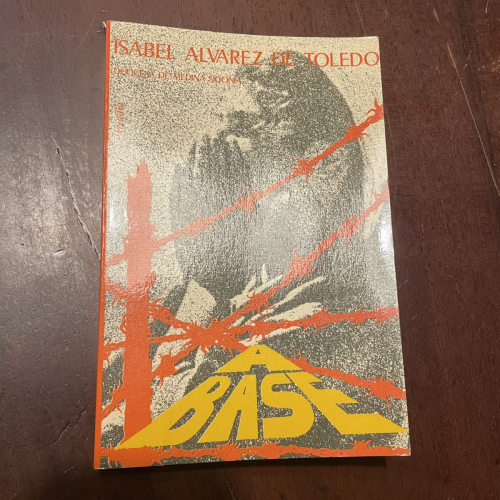 ISABEL ALVAREZ DE TOLEDO
DUQUESA DE MEDINA SIDONIA
A
BASE